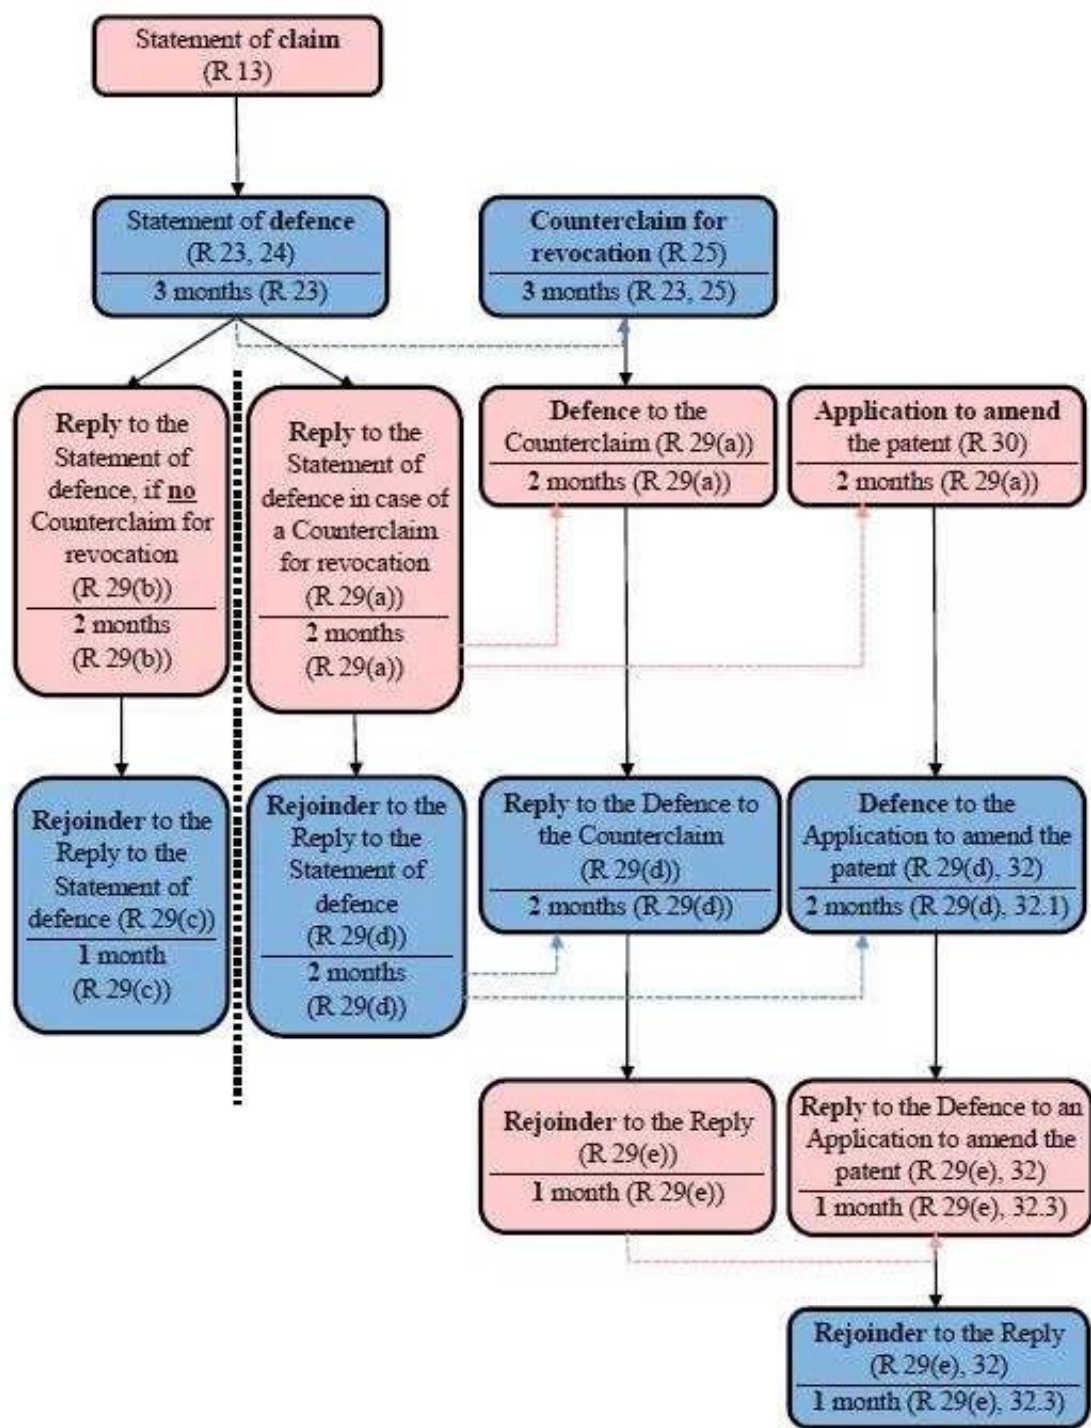 Statement of claim
(R 13)
Statement of defence
(R 23, 24)
3 months (R 23)
Counterclaim for
revocation (R 25)
3 months (R 23, 25)
Reply to the
Statement of
defence, if no
Counterclaim for
revocation
(R 29(b))
2 months
(R 29(b))
Reply to the
Statement of
defence in case of
a Counterclaim
for revocation
(R 29(a))
2 months
(R 29(a))
Defence to the
Counterclaim (R 29(a))
2 months (R 29(a))
Application to amend
the patent (R 30)
2 months (R 29(a))
Rejoinder to the
Reply to the
Statement of
defence (R 29(c))
1 month
(R 29(c))
Rejoinder to the
Reply to the
Statement of
defence
(R 29(d))
2 months
(R 29(d))
Reply to the Defence to
the Counterclaim
(R 29(d))
2 months (R 29(d))
Defence to the
Application to amend the
patent (R 29(d), 32)
2 months (R 29(d), 32.1)
Rejoinder to the Reply
(R 29(e))
1 month (R 29(e))
Reply to the Defence to an
Application to amend the
patent (R 29(e), 32)
1 month (R 29(e), 32.3)
Rejoinder to the Reply
(R 29(e), 32)
1 month (R 29(e), 32.3)